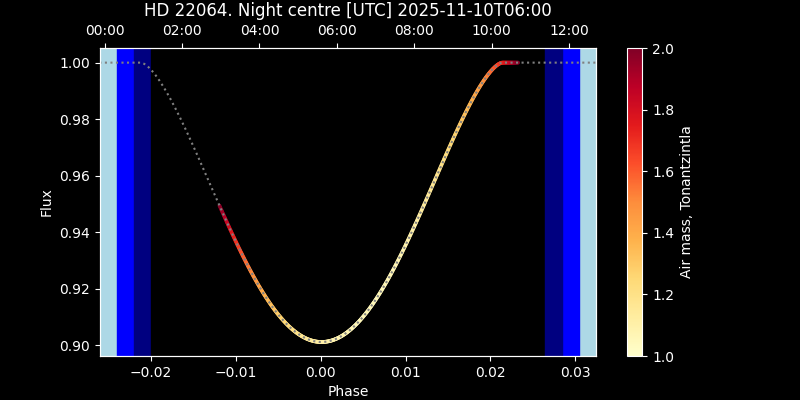 HD 22064. Night centre [UTC] 2025-11-10T06:00
00:00 02:00 04:00 06:00 08:00 10:00 12:00
1.00
0.98
0.96
0.94
0.92
0.90
Flux
−0.02 −0.01 0.00 0.01 0.02 0.03
Phase
2.0
1.8
1.6
1.4
1.2
1.0
Air mass, Tonantzintla